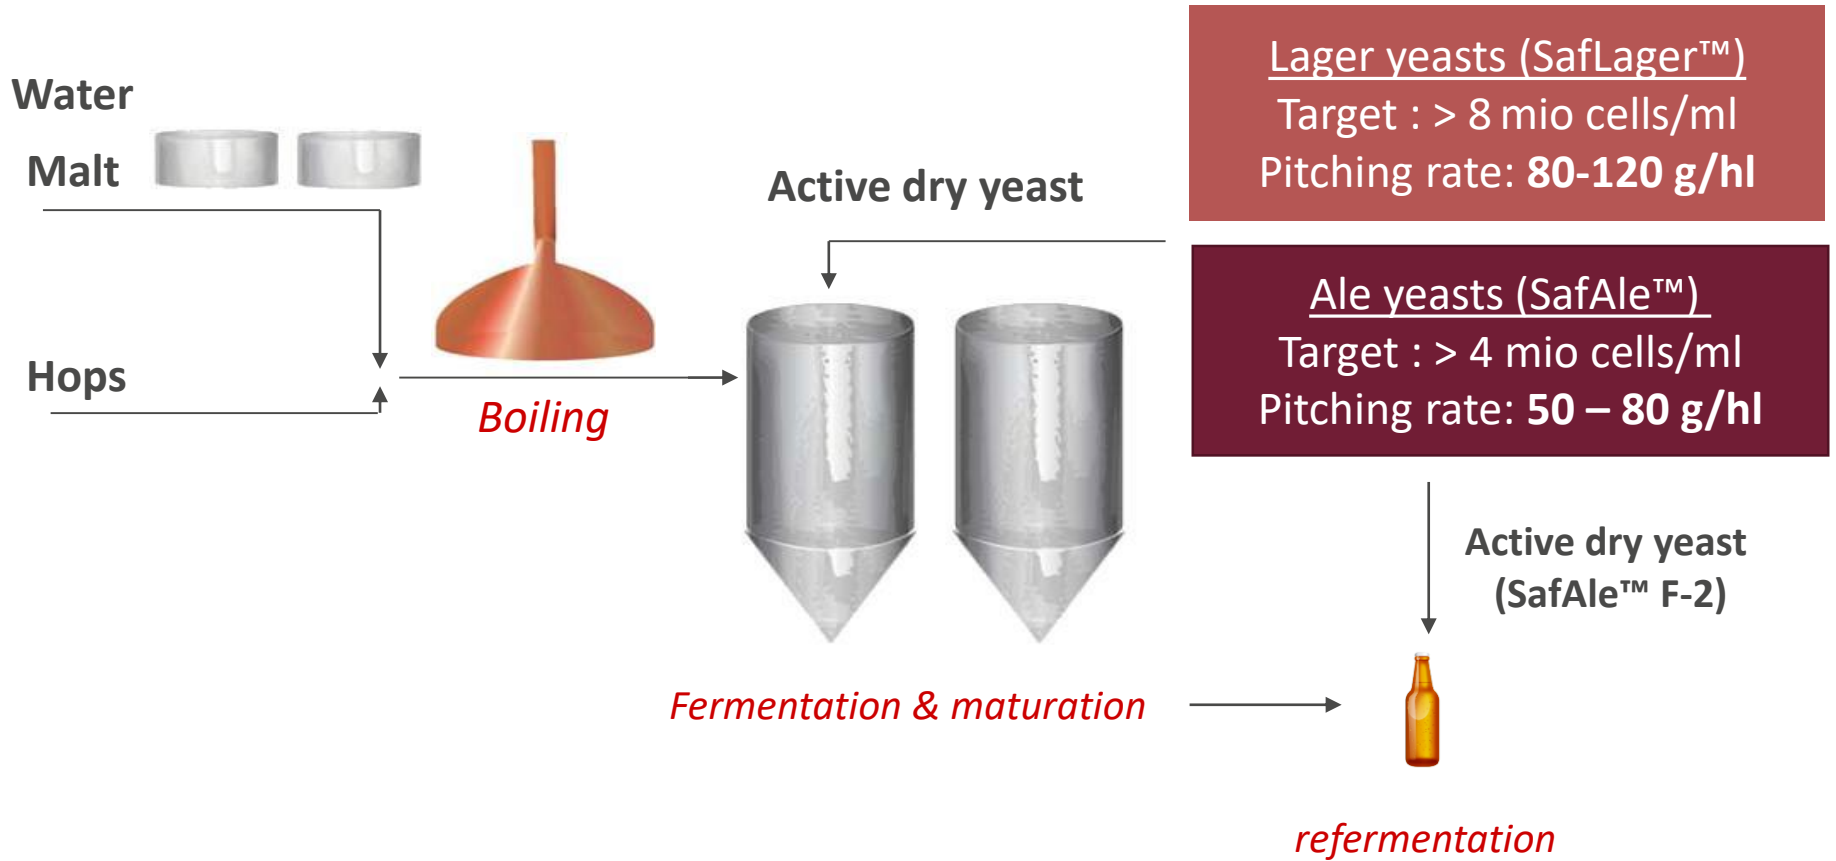 Water
Malt
Hops
Boiling
Active dry yeast
Lager yeasts (SafLager™)
Target : > 8 mio cells/ml
Pitching rate: 80-120 g/hl
Ale yeasts (SafAle™)
Target : > 4 mio cells/ml
Pitching rate: 50 – 80 g/hl
Active dry yeast
(SafAle™ F-2)
Fermentation & maturation
refermentation